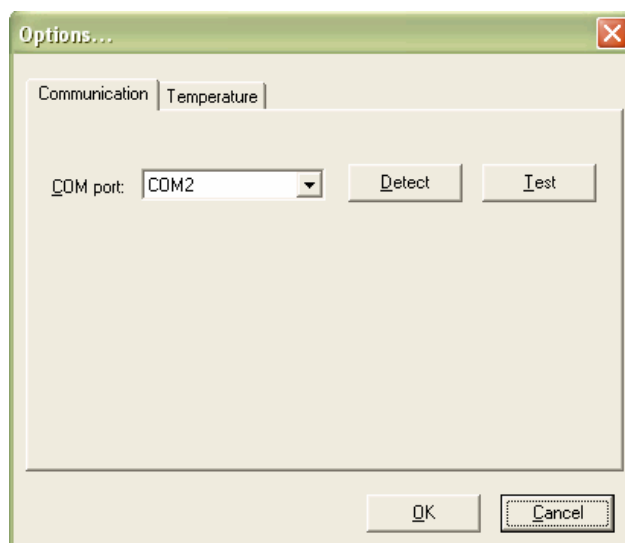 Options...
Communication Temperature
COM port: COM2 Detect Test
OK Cancel